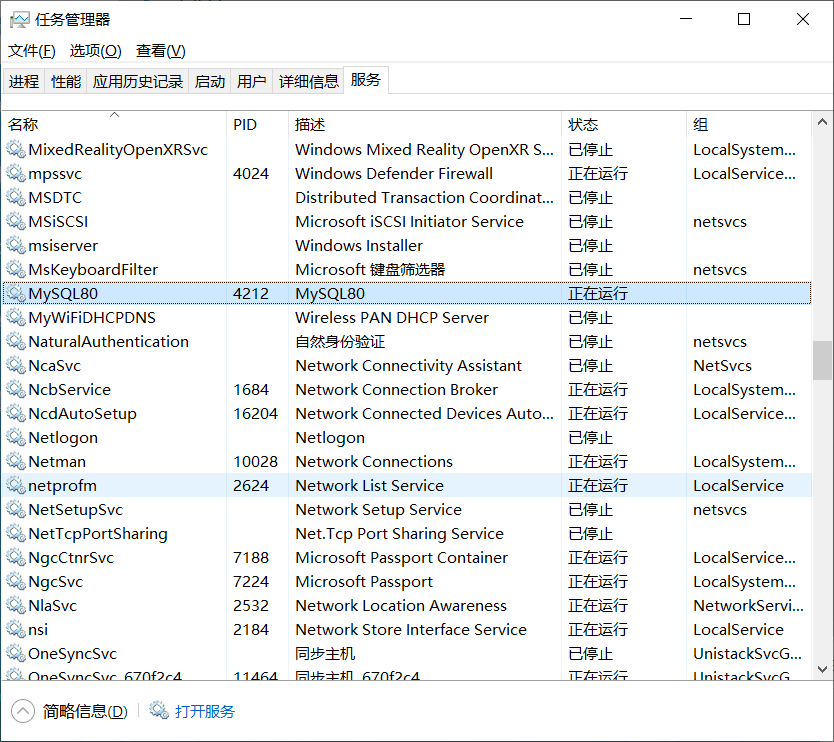 任务管理器
文件(F) 选项(O) 查看(V)
进程 性能 应用历史记录 启动 用户 详细信息 服务
名称 PID 描述 状态 组
MixedRealityOpenXRSvc Windows Mixed Reality OpenXR S... 已停止 LocalSystem...
mpssvc 4024 Windows Defender Firewall 正在运行 LocalService...
MSDTC Distributed Transaction Coordinat... 已停止
MSiSCSI Microsoft iSCSI Initiator Service 已停止 netsvcs
msiserver Windows Installer 已停止
MsKeyboardFilter Microsoft 键盘筛选器 已停止 netsvcs
MySQL80 4212 MySQL80 正在运行
MyWiFiDHCPDNS Wireless PAN DHCP Server 已停止
NaturalAuthentication 自然身份验证 已停止 netsvcs
NcaSvc Network Connectivity Assistant 已停止 NetSvcs
NcbService 1684 Network Connection Broker 正在运行 LocalSystem...
NcdAutoSetup 16204 Network Connected Devices Auto... 正在运行 LocalService...
Netlogon Netlogon 已停止
Netman 10028 Network Connections 正在运行 LocalSystem...
netprofm 2624 Network List Service 正在运行 LocalService
NetSetupSvc Network Setup Service 已停止 netsvcs
NetTcpPortSharing Net.Tcp Port Sharing Service 已停止
NgcCtnrSvc 7188 Microsoft Passport Container 正在运行 LocalService...
NgcSvc 7224 Microsoft Passport 正在运行 LocalSystem...
NlaSvc 2532 Network Location Awareness 正在运行 NetworkServi...
nsi 2184 Network Store Interface Service 正在运行 LocalService
OneSyncSvc 同步主机 已停止 UnistackSvcG...
OneSyncSvc_670f2c4 11464 同步主机_670f2c4 正在运行 UnistackSvcG...
简略信息(D) 打开服务